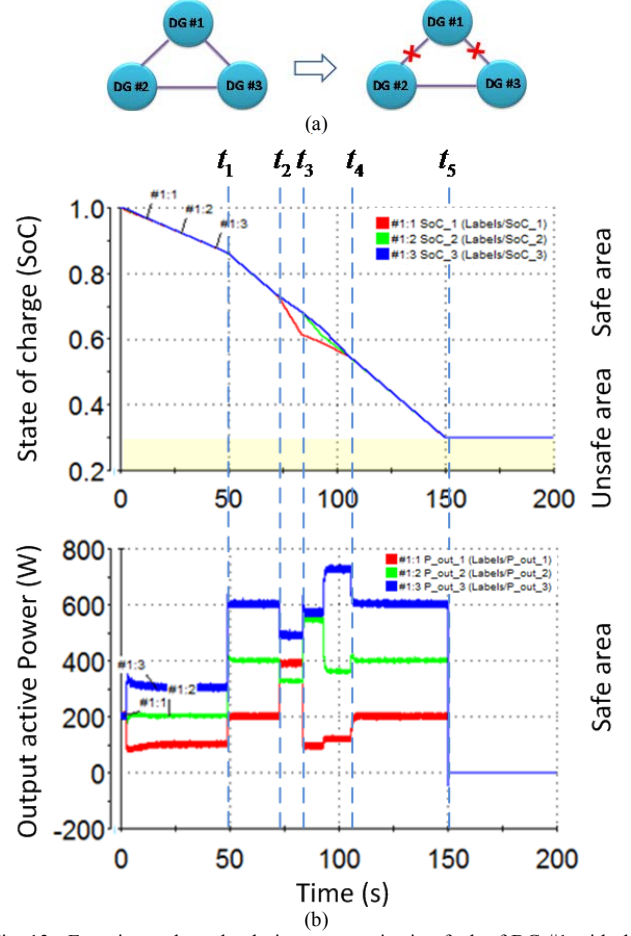 DG #1
DG #2
DG #3
DG #1
DG #2
DG #3
(a)
t1 t2 t3 t4 t5
State of charge (SoC)
1.0
0.8
0.6
0.4
0.2
#1:1
#1:2
#1:3
#1:1 SoC_1 (Labels/SoC_1)
#1:2 SoC_2 (Labels/SoC_2)
#1:3 SoC_3 (Labels/SoC_3)
Safe area
Unsafe area
0 50 100 150 200
Output active Power (W)
800
600
400
200
0
-200
#1:3
#1:2
#1:1
#1:1 P_out_1 (Labels/P_out_1)
#1:2 P_out_2 (Labels/P_out_2)
#1:3 P_out_3 (Labels/P_out_3)
Safe area
0 50 100 150 200
Time (s)
(b)